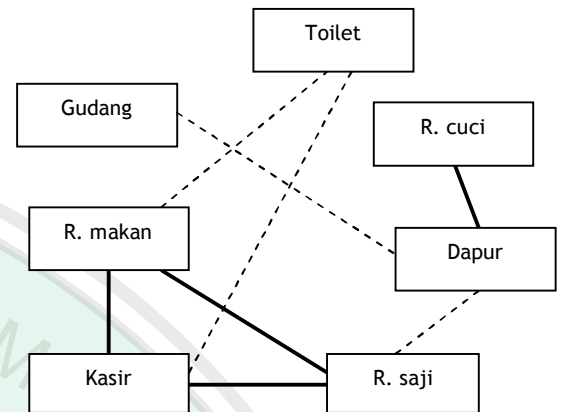 Toilet
Gudang
R. cuci
R. makan
Dapur
Kasir
R. saji